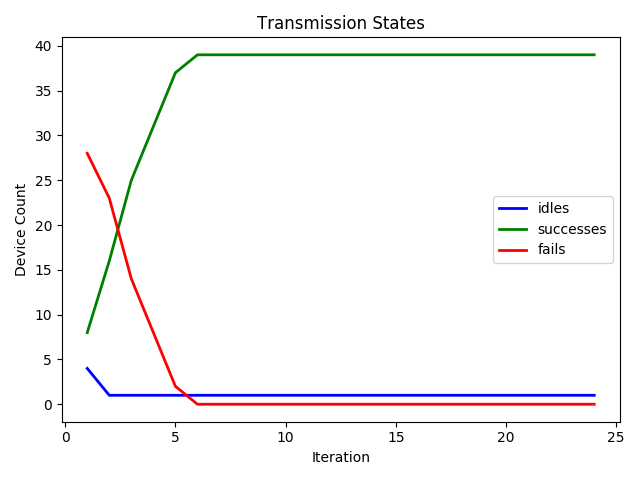 Transmission States
Device Count
40
35
30
25
20
15
10
5
0
idles
successes
fails
0 5 10 15 20 25
Iteration